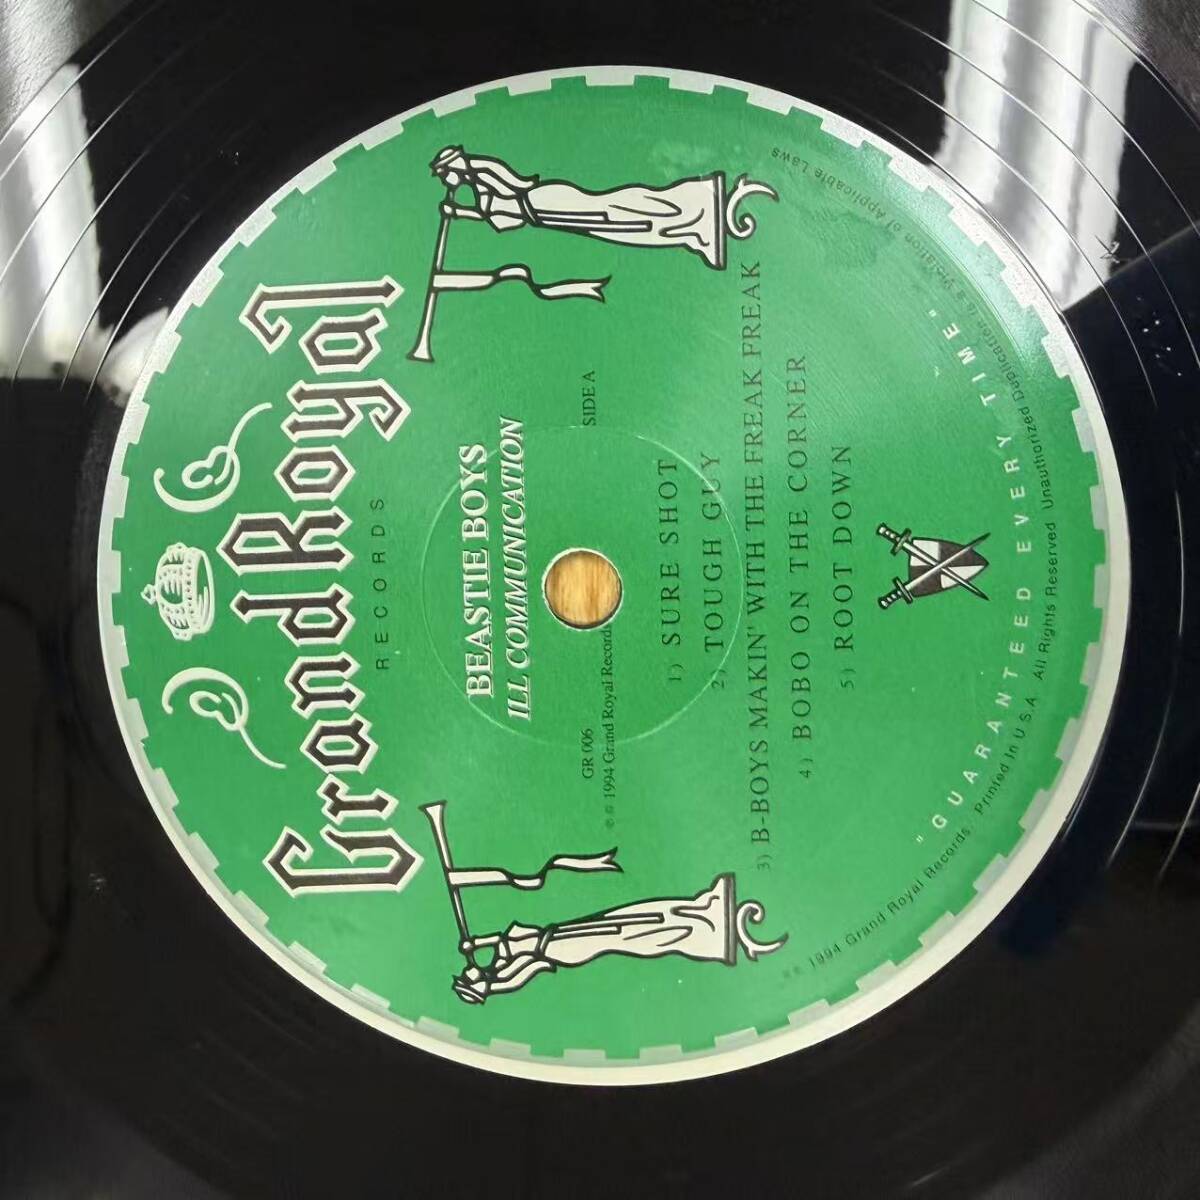 Grand Royal
RECORDS
BEASTIE BOYS
ILL COMMUNICATION
GR 006
SIDE A
℗ © 1994 Grand Royal Records
1) SURE SHOT
2) TOUGH GUY
3) B-BOYS MAKIN' WITH THE FREAK FREAK
4) BOBO ON THE CORNER
5) ROOT DOWN
"GUARANTEED EVERY TIME"
℗ © 1994 Grand Royal Records. Printed In U.S.A. All Rights Reserved Unauthorized Duplication is a Violation of Applicable Laws